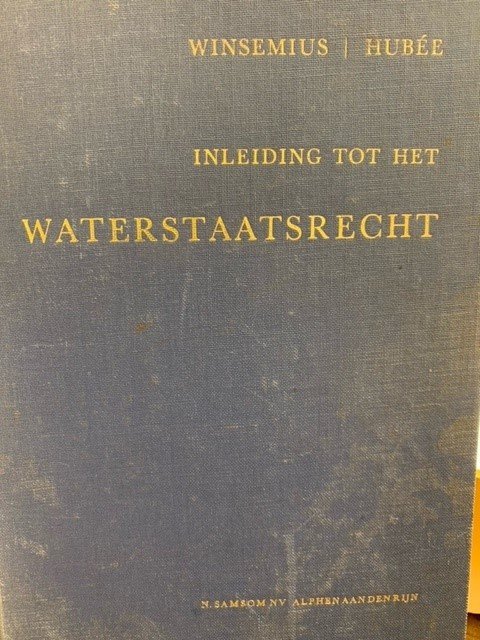 WINSEMIUS | HUBÉE
INLEIDING TOT HET
WATERSTAATSRECHT
N. SAMSOM NV ALPHEN AAN DEN RIJN